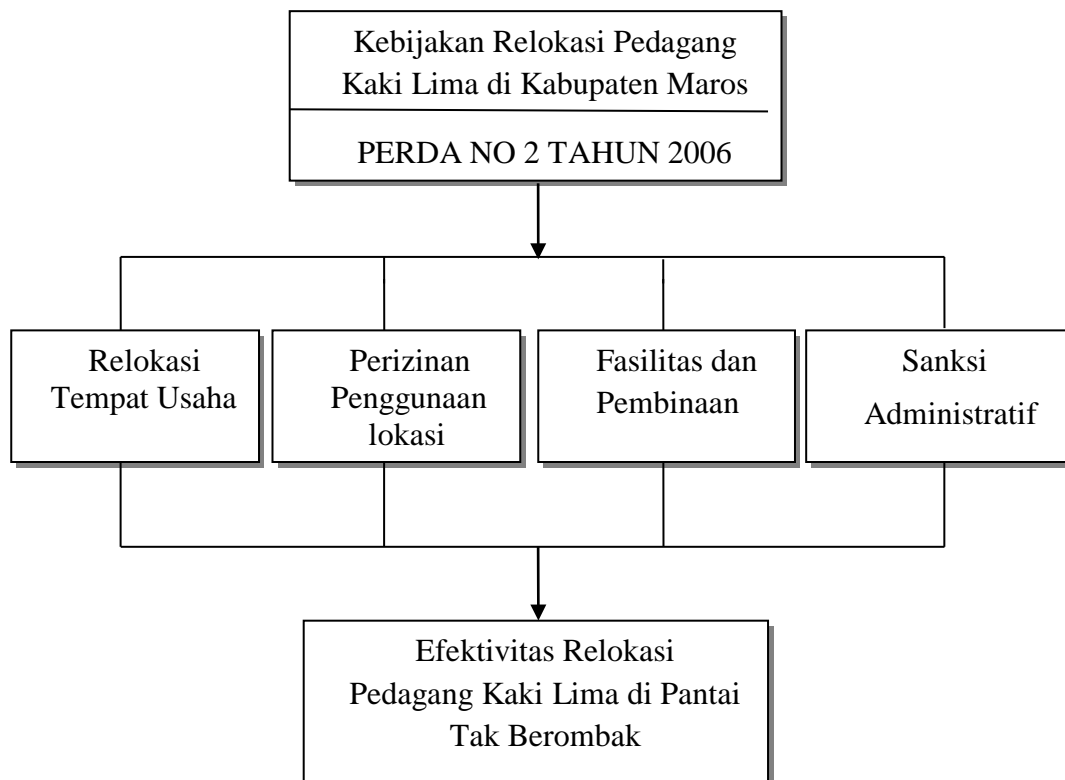 Kebijakan Relokasi Pedagang
Kaki Lima di Kabupaten Maros
PERDA NO 2 TAHUN 2006
Relokasi
Tempat Usaha
Perizinan
Penggunaan
lokasi
Fasilitas dan
Pembinaan
Sanksi
Administratif
Efektivitas Relokasi
Pedagang Kaki Lima di Pantai
Tak Berombak